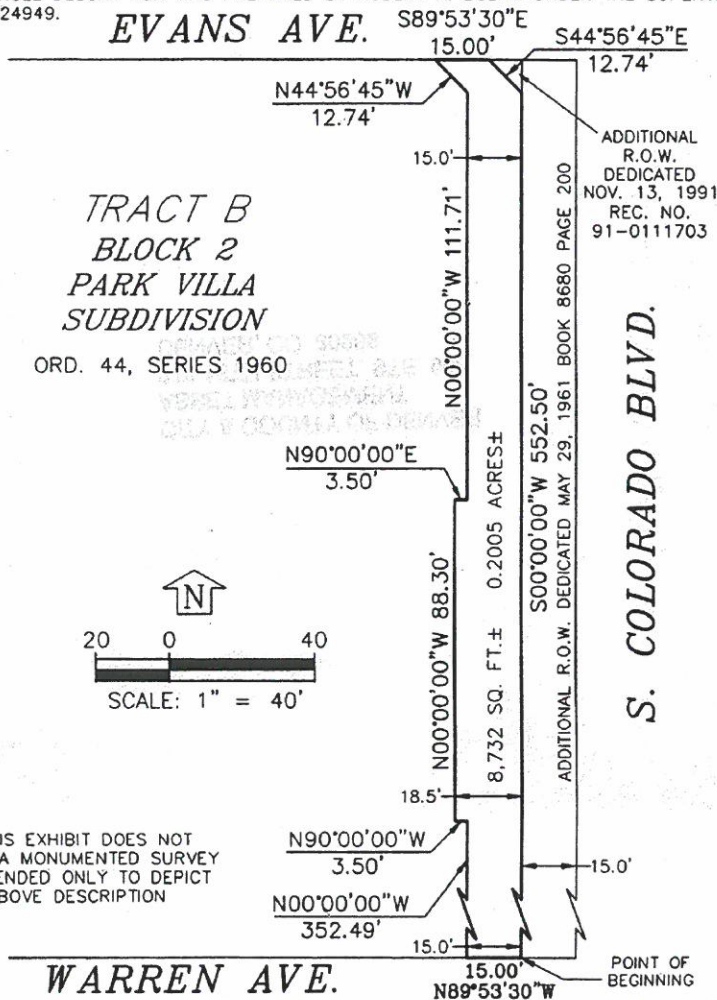 24949.
EVANS AVE.
S89°53'30"E
15.00'
S44°56'45"E
12.74'
N44°56'45"W
12.74'
15.0'
ADDITIONAL
R.O.W.
DEDICATED
NOV. 13, 1991
REC. NO.
91-0111703
TRACT B
BLOCK 2
PARK VILLA
SUBDIVISION
ORD. 44, SERIES 1960
N00°00'00"W 111.71'
N90°00'00"E
3.50'
N00°00'00"W 88.30'
8,732 SQ. FT.± 0.2005 ACRES±
S00°00'00"W 552.50'
ADDITIONAL R.O.W. DEDICATED MAY 29, 1961 BOOK 8680 PAGE 200
S. COLORADO BLVD.
N
20 0 40
SCALE: 1" = 40'
18.5'
IS EXHIBIT DOES NOT
A MONUMENTED SURVEY
ENDED ONLY TO DEPICT
BOVE DESCRIPTION
N90°00'00"W
3.50'
N00°00'00"W
352.49'
15.0'
15.0'
15.00'
N89°53'30"W
POINT OF
BEGINNING
WARREN AVE.